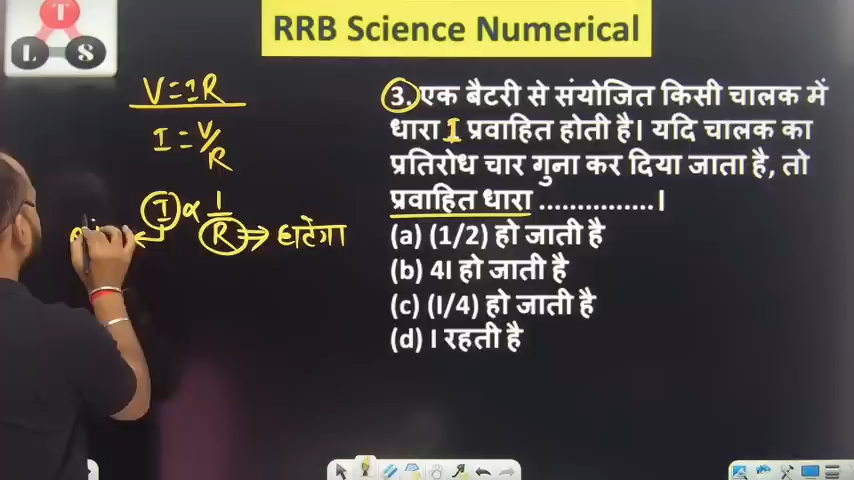 RRB Science Numerical
T
L S
V=IR
I = V/R
I ∝ 1/R → घटेगा
3. एक बैटरी से संयोजित किसी चालक में
धारा I प्रवाहित होती है। यदि चालक का
प्रतिरोध चार गुना कर दिया जाता है, तो
प्रवाहित धारा ...............।
(a) (1/2) हो जाती है
(b) 4I हो जाती है
(c) (I/4) हो जाती है
(d) I रहती है